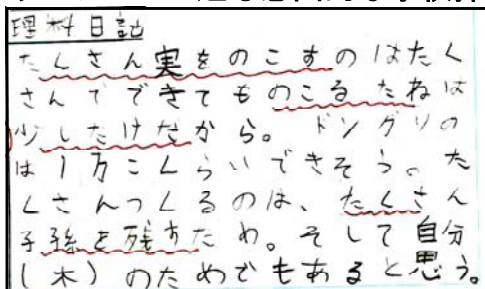 理科日誌
たくさん実をのこすのはたく
さんてできてものこるたねは
少しだけだから。ドングリの
は1万こくらいできそう。た
くさんつくるのは、たくさん
子孫を残すため。そして自分
(木)のためでもあると思う。